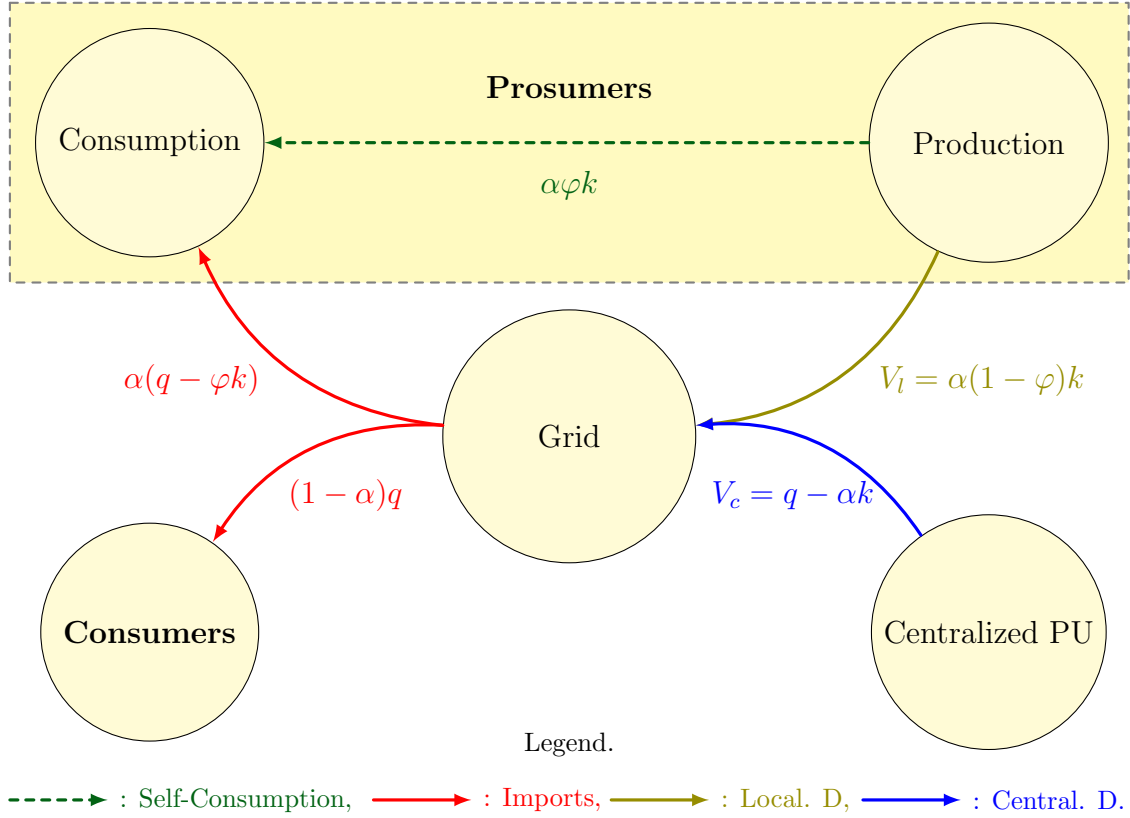 Prosumers
Consumption
Production
αφk
α(q − φk)
V_l = α(1 − φ)k
Grid
(1 − α)q
V_c = q − αk
Consumers
Centralized PU
Legend.
: Self-Consumption, : Imports, : Local. D, : Central. D.